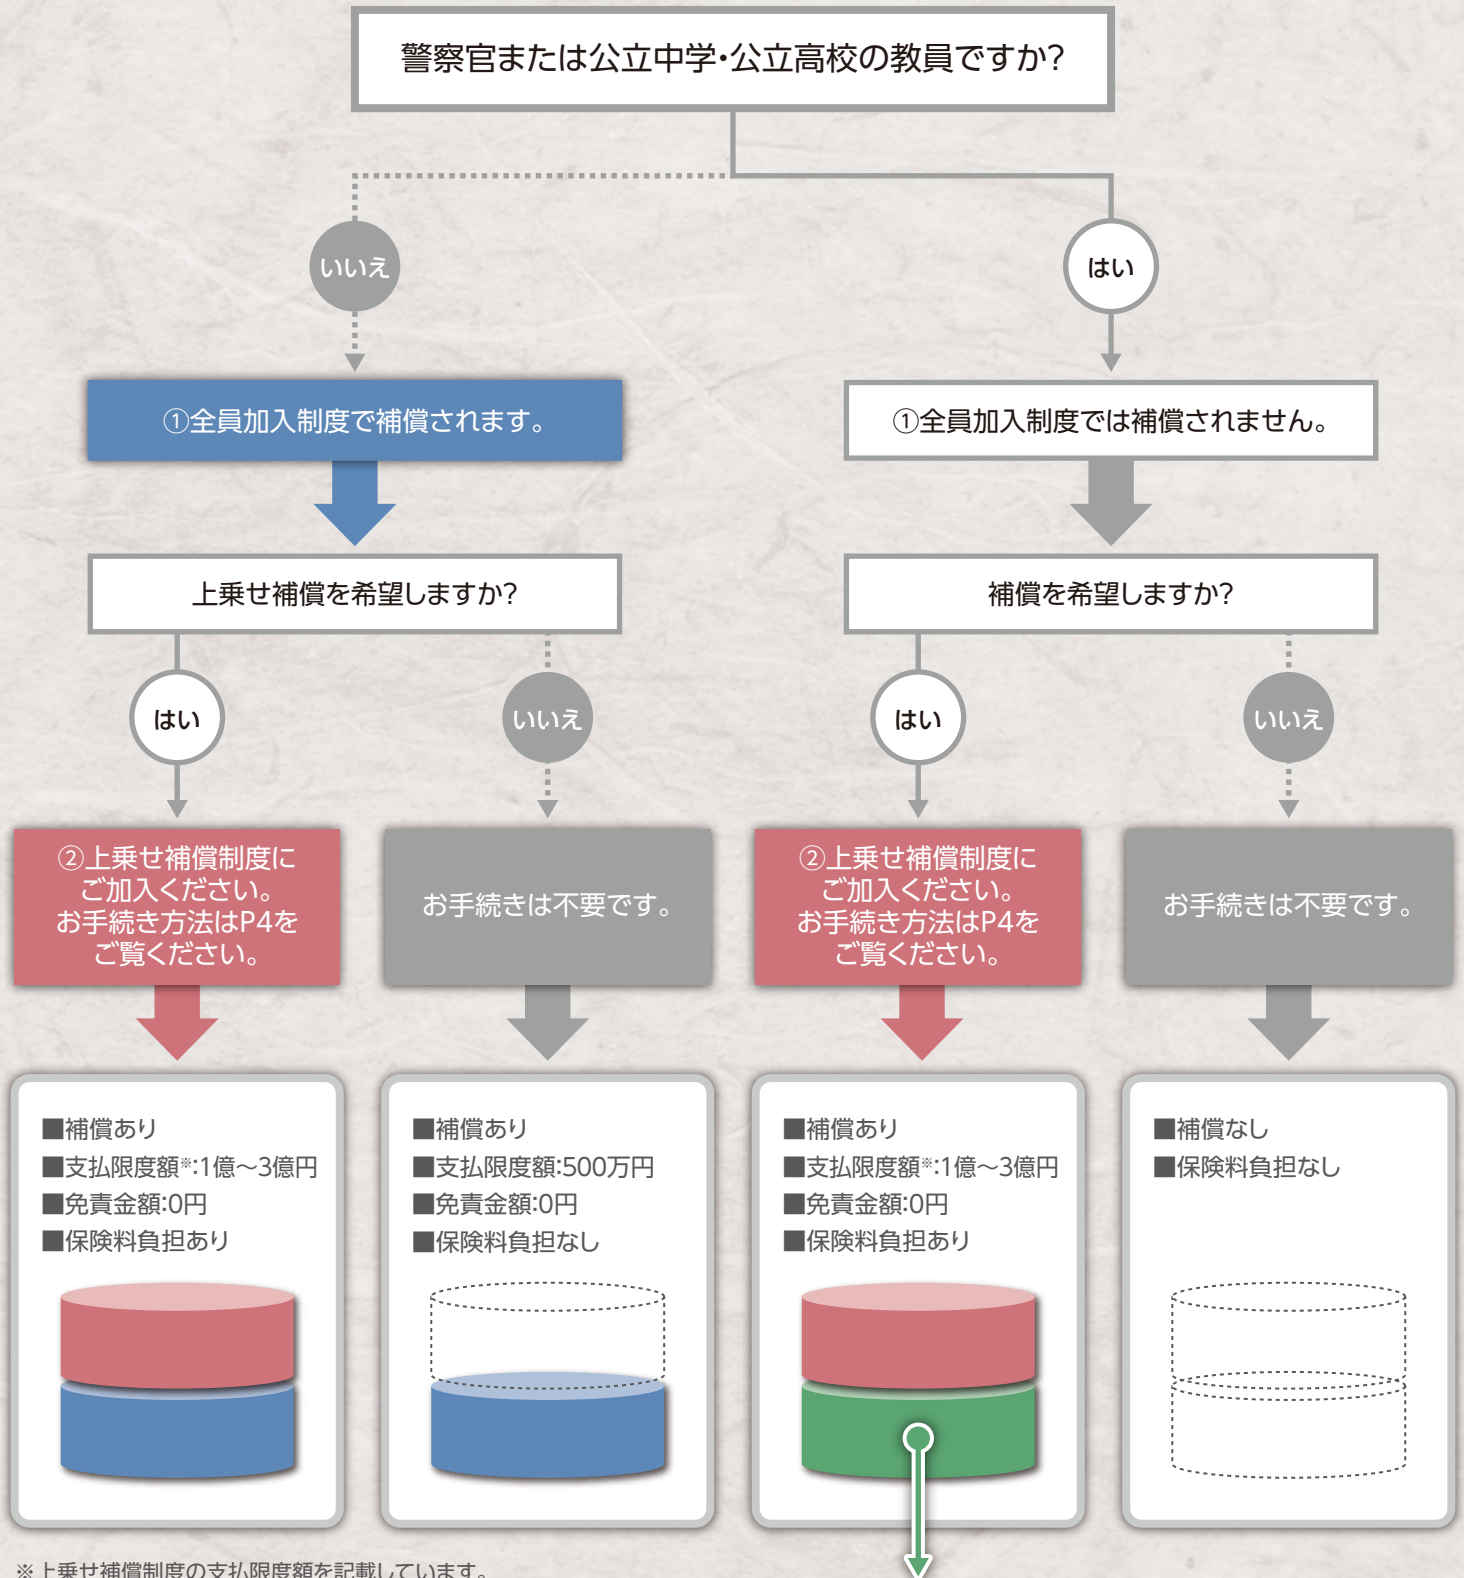 警察官または公立中学・公立高校の教員ですか?
いいえ
はい
①全員加入制度で補償されます。
①全員加入制度では補償されません。
上乗せ補償を希望しますか?
補償を希望しますか?
はい
いいえ
はい
いいえ
②上乗せ補償制度に
ご加入ください。
お手続き方法はP4を
ご覧ください。
お手続きは不要です。
②上乗せ補償制度に
ご加入ください。
お手続き方法はP4を
ご覧ください。
お手続きは不要です。
■補償あり
■支払限度額※:1億〜3億円
■免責金額:0円
■保険料負担あり
■補償あり
■支払限度額:500万円
■免責金額:0円
■保険料負担なし
■補償あり
■支払限度額※:1億〜3億円
■免責金額:0円
■保険料負担あり
■補償なし
■保険料負担なし
※上乗せ補償制度の支払限度額を記載しています。